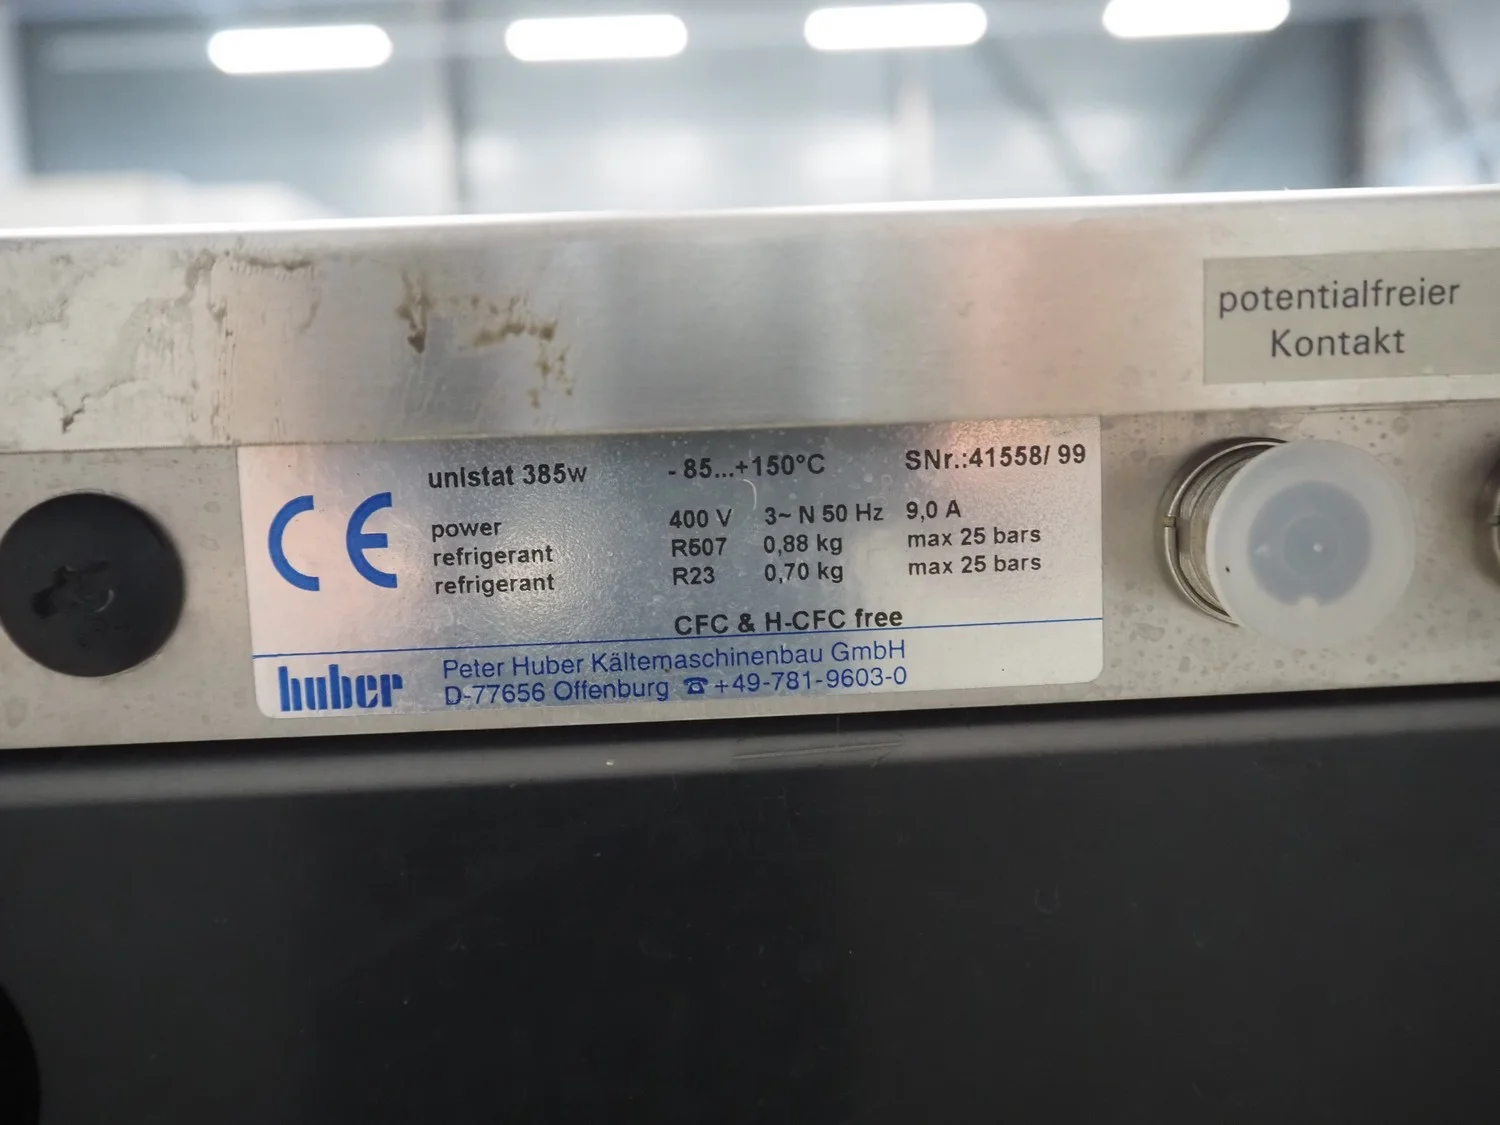 potentialfreier
Kontakt
unistat 385w - 85...+150°C SNr.:41558/ 99
CE
power 400 V 3~ N 50 Hz 9,0 A
refrigerant R507 0,88 kg max 25 bars
refrigerant R23 0,70 kg max 25 bars
CFC & H-CFC free
huber
Peter Huber Kältemaschinenbau GmbH
D-77656 Offenburg ☎ +49-781-9603-0